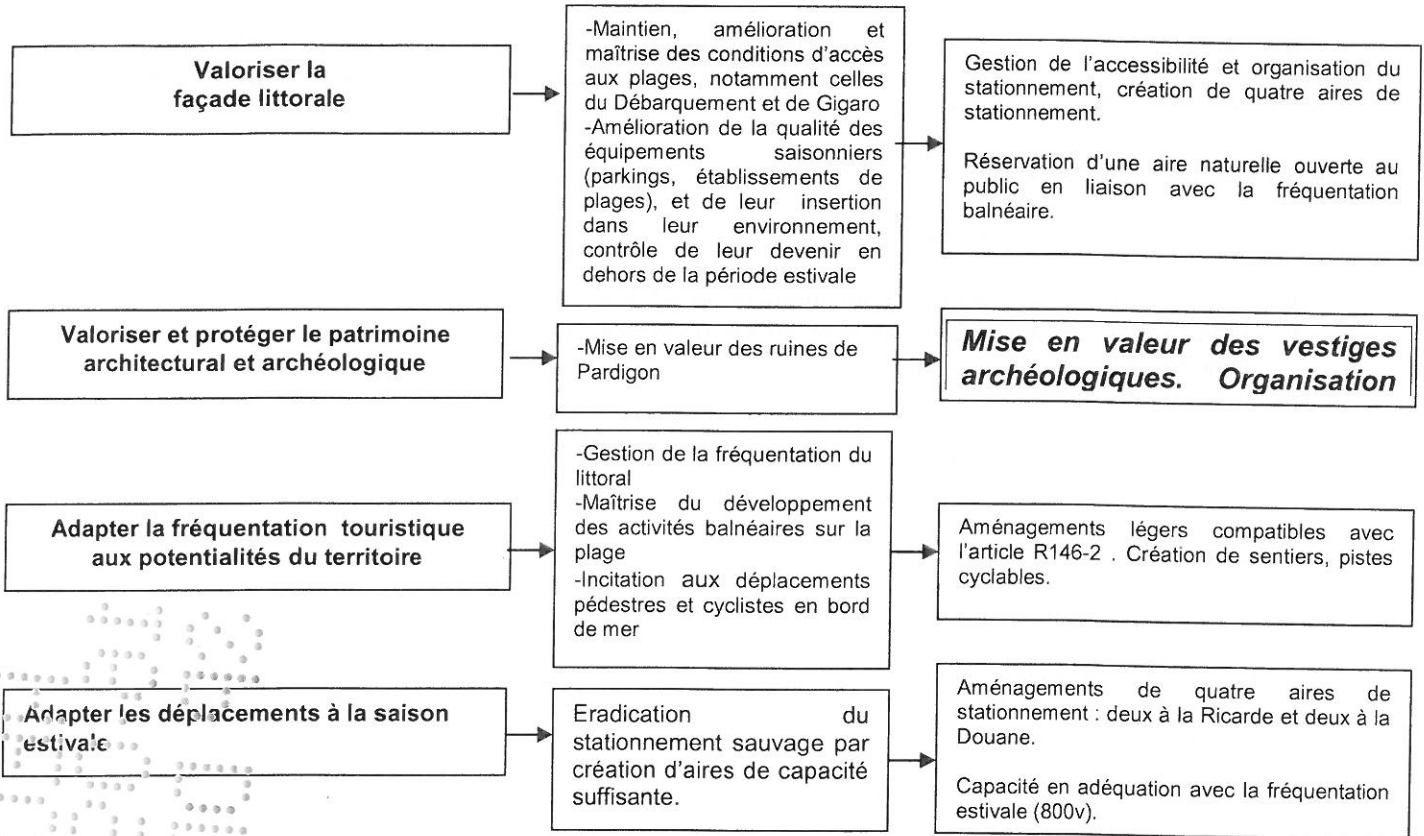 Valoriser la
façade littorale
-Maintien, amélioration et
maîtrise des conditions d'accès
aux plages, notamment celles
du Débarquement et de Gigaro
-Amélioration de la qualité des
équipements saisonniers
(parkings, établissements de
plages), et de leur insertion
dans leur environnement,
contrôle de leur devenir en
dehors de la période estivale
Gestion de l'accessibilité et organisation du
stationnement, création de quatre aires de
stationnement.
Réservation d'une aire naturelle ouverte au
public en liaison avec la fréquentation
balnéaire.
Valoriser et protéger le patrimoine
architectural et archéologique
-Mise en valeur des ruines de
Pardigon
Mise en valeur des vestiges
archéologiques. Organisation
Adapter la fréquentation touristique
aux potentialités du territoire
-Gestion de la fréquentation du
littoral
-Maîtrise du développement
des activités balnéaires sur la
plage
-Incitation aux déplacements
pédestres et cyclistes en bord
de mer
Aménagements légers compatibles avec
l'article R146-2 . Création de sentiers, pistes
cyclables.
Adapter les déplacements à la saison
estivale
Eradication du
stationnement sauvage par
création d'aires de capacité
suffisante.
Aménagements de quatre aires de
stationnement : deux à la Ricarde et deux à la
Douane.
Capacité en adéquation avec la fréquentation
estivale (800v).